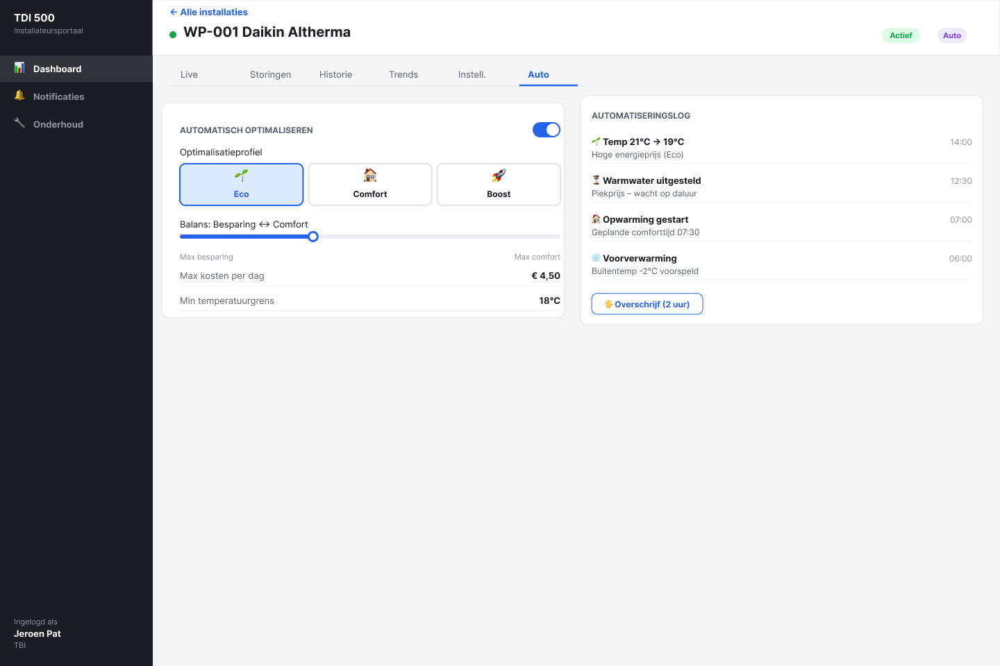 TDI 500
Installateursportaal
Dashboard
Notificaties
Onderhoud
Ingelogd als
Jeroen Pat
TBI
← Alle installaties
WP-001 Daikin Altherma
Actief
Auto
Live
Storingen
Historie
Trends
Instell.
Auto
AUTOMATISCH OPTIMALISEREN
Optimalisatieprofiel
Eco
Comfort
Boost
Balans: Besparing ↔ Comfort
Max besparing
Max comfort
Max kosten per dag
€ 4,50
Min temperatuurgrens
18°C
AUTOMATISERINGSLOG
🌱 Temp 21°C → 19°C
14:00
Hoge energieprijs (Eco)
⏳ Warmwater uitgesteld
12:30
Piekprijs – wacht op daluur
🏠 Opwarming gestart
07:00
Geplande comforttijd 07:30
❄️ Voorverwarming
06:00
Buitentemp -2°C voorspeld
🖐 Overschrijf (2 uur)